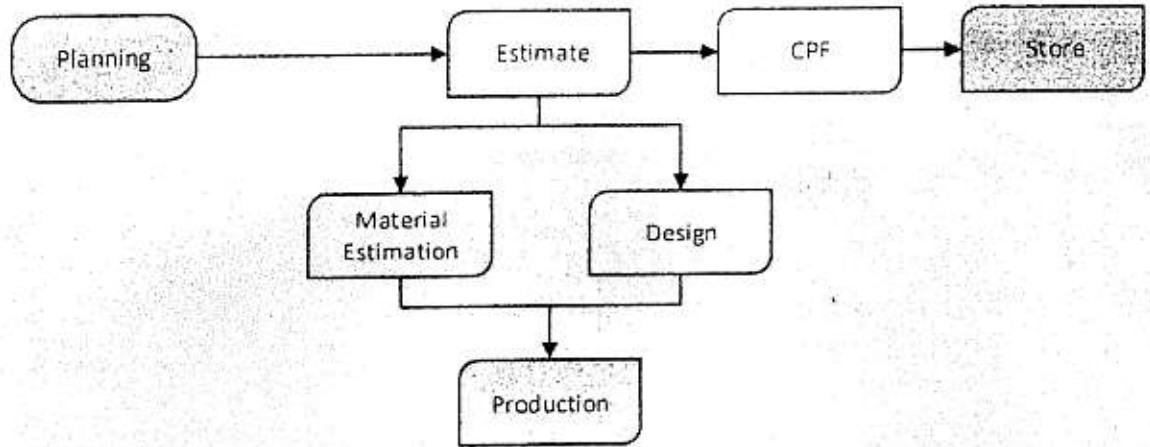 Planning
Estimate
CPF
Store
Material
Estimation
Design
Production